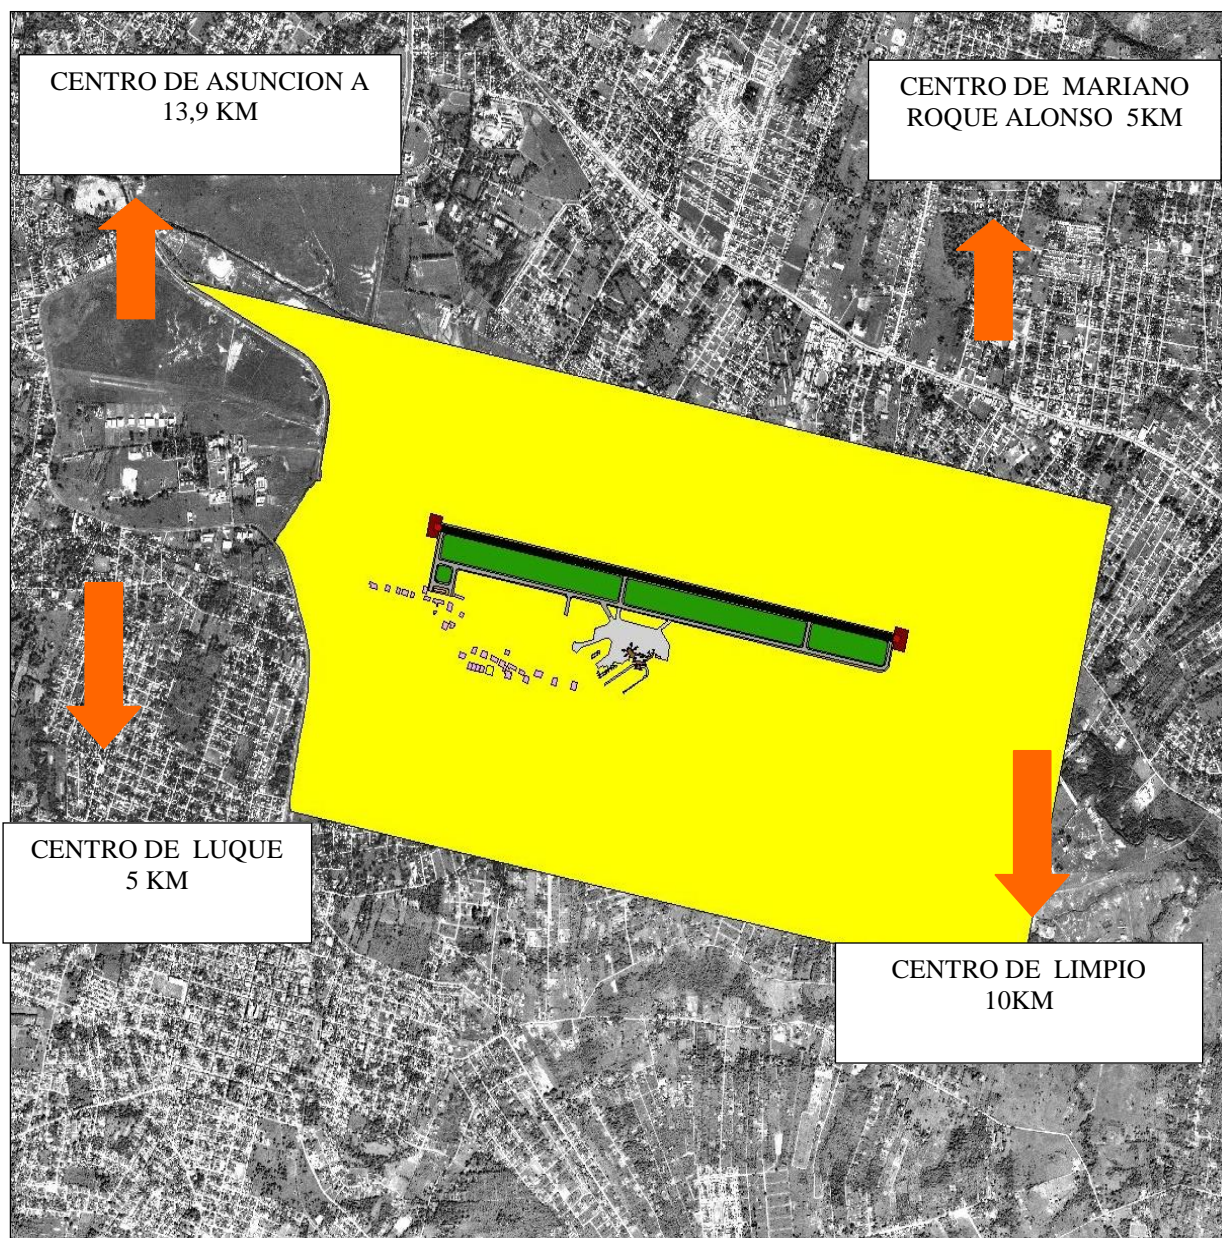 CENTRO DE ASUNCION A
13,9 KM
CENTRO DE MARIANO
ROQUE ALONSO 5KM
CENTRO DE LUQUE
5 KM
CENTRO DE LIMPIO
10KM